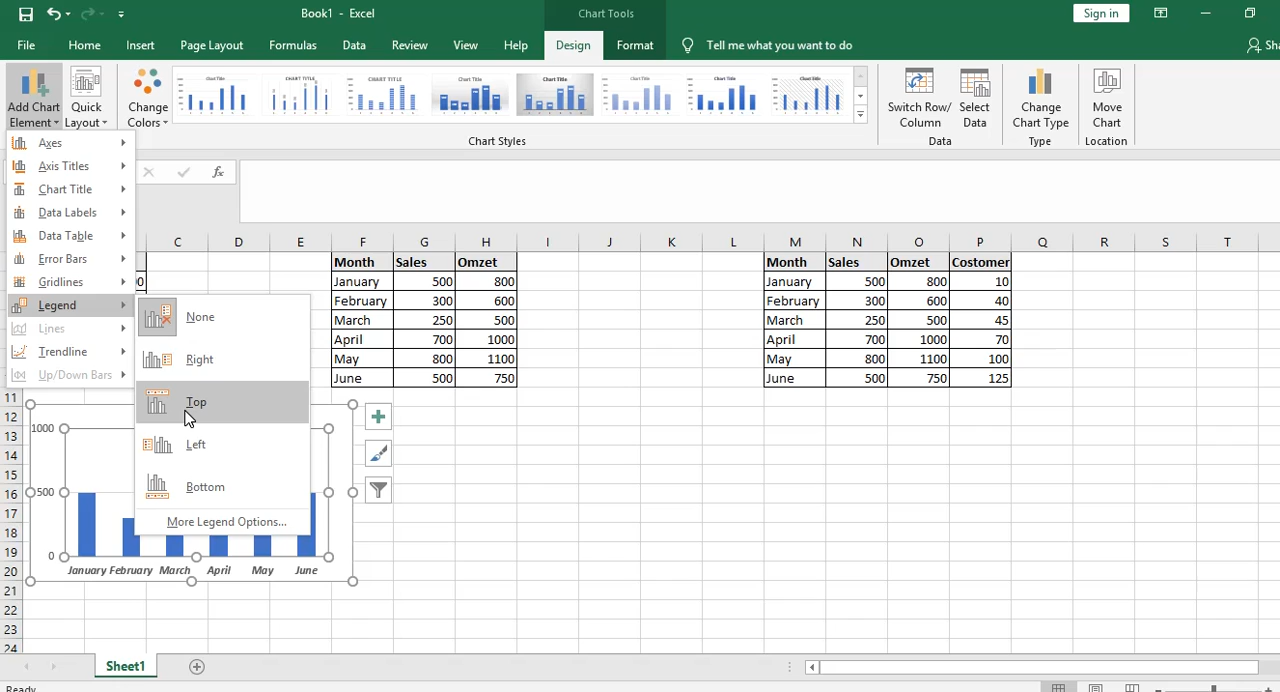 Book1 - Excel
Chart Tools
Sign in
File Home Insert Page Layout Formulas Data Review View Help Design Format Tell me what you want to do
Add Chart Element
Quick Layout
Change Colors
Chart Title
CHART TITLE
CHART TITLE
Chart Title
Chart Title
Chart Title
Chart Title
Chart Title
Switch Row/ Column
Select Data
Change Chart Type
Move Chart
Chart Styles
Data
Type
Location
Axes
Axis Titles
Chart Title
Data Labels
Data Table
Error Bars
Gridlines
Legend
Lines
Trendline
Up/Down Bars
None
Right
Top
Left
Bottom
More Legend Options...
fx
C D E F G H I J K L M N O P Q R S T
Month Sales Omzet
January 500 800
February 300 600
March 250 500
April 700 1000
May 800 1100
June 500 750
Month Sales Omzet Costomer
January 500 800 10
February 300 600 40
March 250 500 45
April 700 1000 70
May 800 1100 100
June 500 750 125
11
12
13
14
15
16
17
18
19
20
21
22
23
24
1000
500
0
January February March April May June
Sheet1
Ready